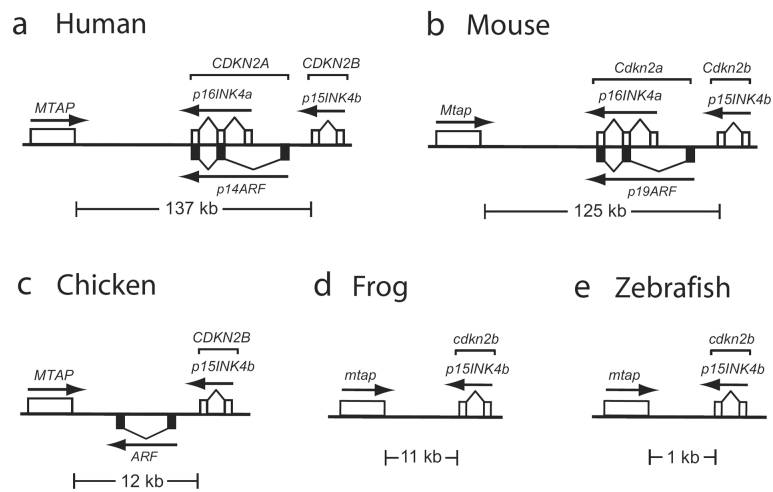 a Human
CDKN2A CDKN2B
p16INK4a p15INK4b
MTAP
p14ARF
137 kb
b Mouse
Cdkn2a Cdkn2b
p16INK4a p15INK4b
Mtap
p19ARF
125 kb
c Chicken
CDKN2B
MTAP p15INK4b
ARF
12 kb
d Frog
cdkn2b
mtap p15INK4b
11 kb
e Zebrafish
cdkn2b
mtap p15INK4b
1 kb